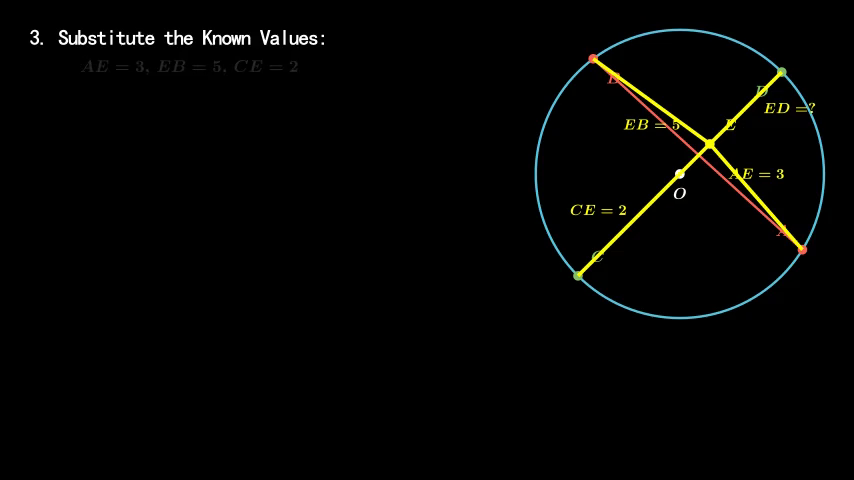 3. Substitute the Known Values:
AE = 3, EB = 5, CE = 2
B
D
ED =?
EB = 5
E
AE = 3
O
CE = 2
A
C